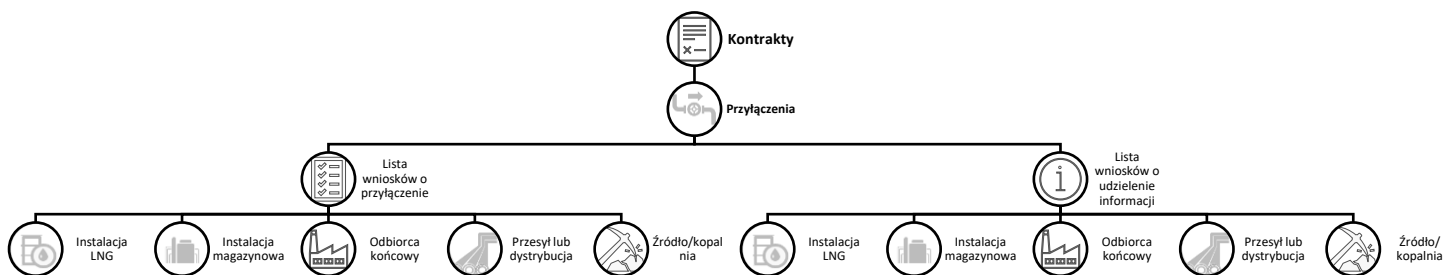 Kontrakty
Przyłączenia
Lista
wniosków o
przyłączenie
Lista
wniosków o
udzielenie
informacji
Instalacja
LNG
Instalacja
magazynowa
Odbiorca
końcowy
Przesył lub
dystrybucja
Źródło/kopal
nia
Instalacja
LNG
Instalacja
magazynowa
Odbiorca
końcowy
Przesył lub
dystrybucja
Źródło/
kopalnia